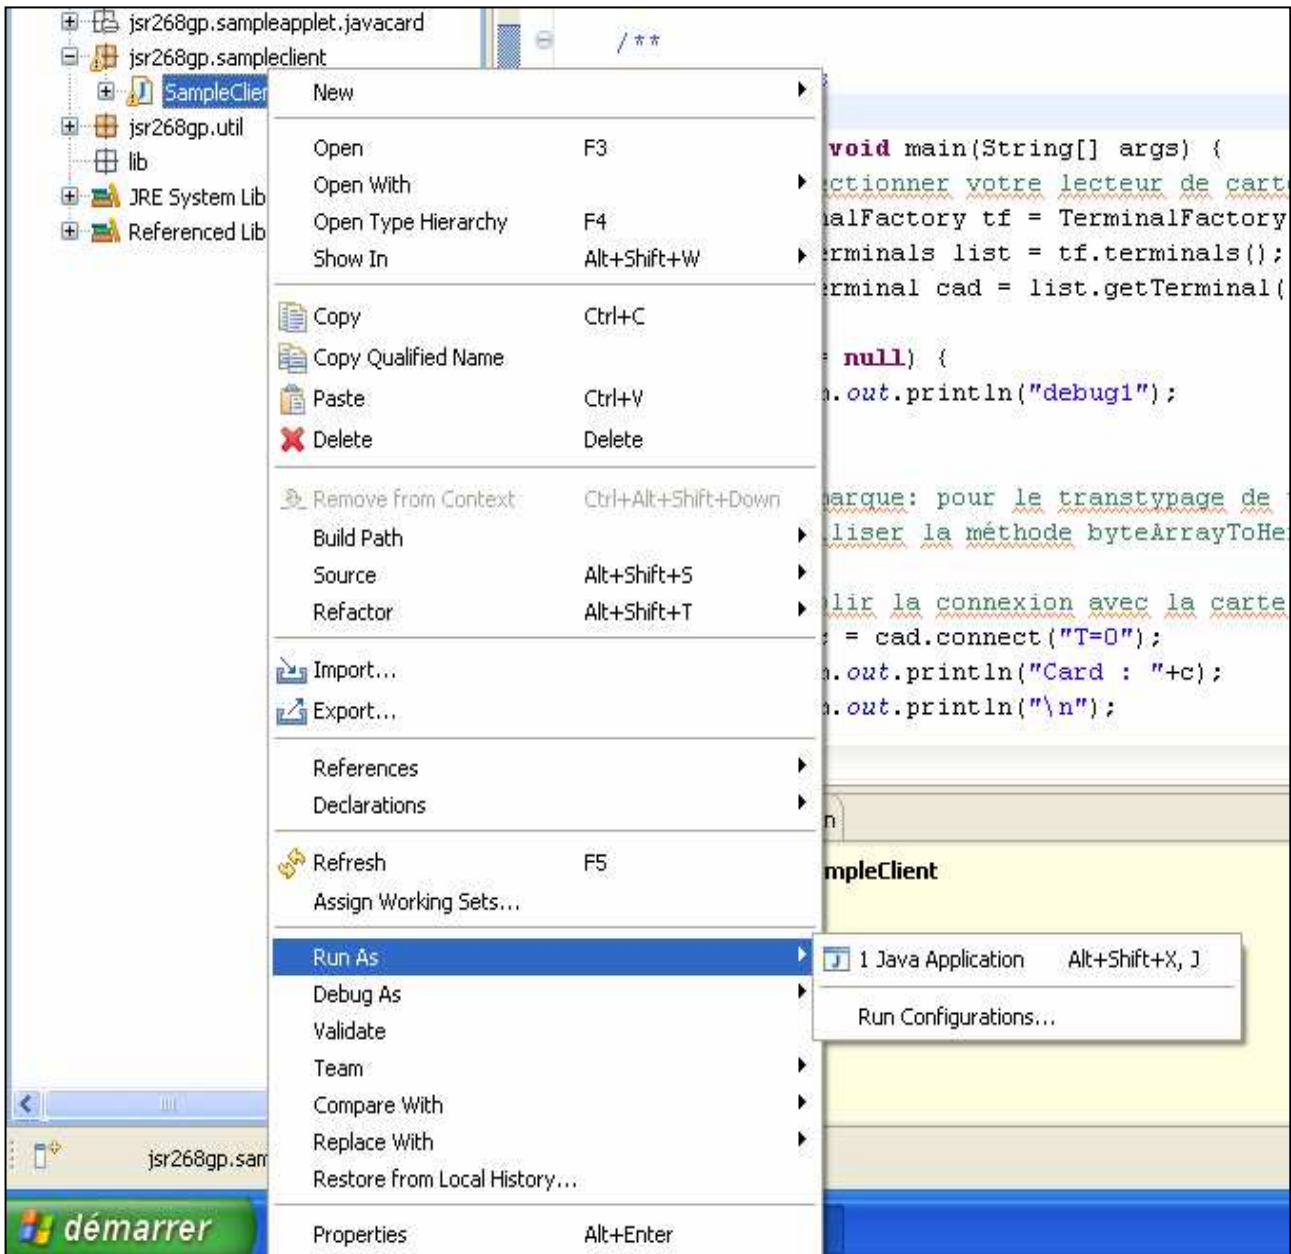 jsr268gp.sampleapplet.javacard
jsr268gp.sampleclient
SampleClier
jsr268gp.util
lib
JRE System Lib
Referenced Lib
New
Open F3
Open With
Open Type Hierarchy F4
Show In Alt+Shift+W
Copy Ctrl+C
Copy Qualified Name
Paste Ctrl+V
Delete Delete
Remove from Context Ctrl+Alt+Shift+Down
Build Path
Source Alt+Shift+S
Refactor Alt+Shift+T
Import...
Export...
References
Declarations
Refresh F5
Assign Working Sets...
Run As
Debug As
Validate
Team
Compare With
Replace With
Restore from Local History...
Properties Alt+Enter
1 Java Application Alt+Shift+X, J
Run Configurations...
/**
void main(String[] args) {
ctionner votre lecteur de carte
alFactory tf = TerminalFactory
rminals list = tf.terminals();
rminal cad = list.getTerminal(
null) {
.out.println("debug1");
marque: pour le transtypage de
liser la méthode byteArrayToHe
lir la connexion avec la carte
= cad.connect("T=0");
.out.println("Card : "+c);
.out.println("\n");
n
mpleClient
jsr268gp.sam
démarrer